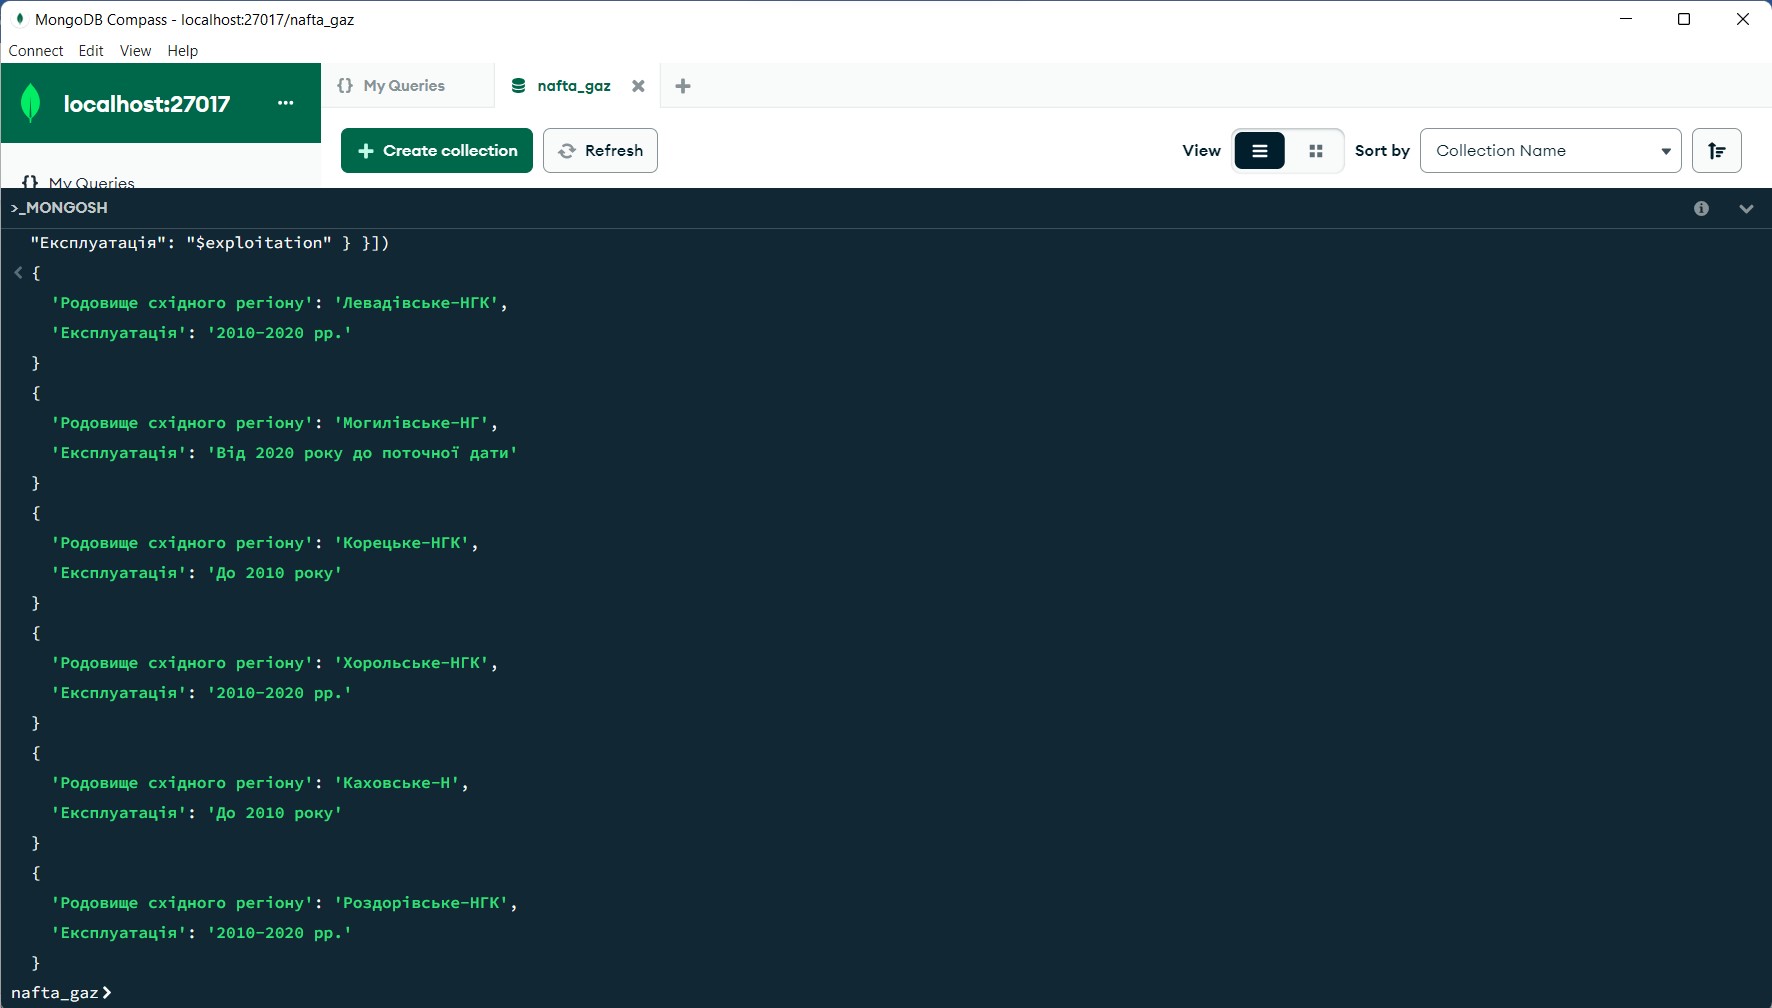 MongoDB Compass - localhost:27017/nafta_gaz
Connect Edit View Help
localhost:27017 ...
{} My Queries
nafta_gaz
+ Create collection
Refresh
View
Sort by
Collection Name
{} My Queries
>_MONGOSH
"Експлуатація": "$exploitation" } }])
< {
'Родовище східного регіону': 'Левадівське-НГК',
'Експлуатація': '2010-2020 рр.'
}
{
'Родовище східного регіону': 'Могилівське-НГ',
'Експлуатація': 'Від 2020 року до поточної дати'
}
{
'Родовище східного регіону': 'Корецьке-НГК',
'Експлуатація': 'До 2010 року'
}
{
'Родовище східного регіону': 'Хорольське-НГК',
'Експлуатація': '2010-2020 рр.'
}
{
'Родовище східного регіону': 'Каховське-Н',
'Експлуатація': 'До 2010 року'
}
{
'Родовище східного регіону': 'Роздорівське-НГК',
'Експлуатація': '2010-2020 рр.'
}
nafta_gaz>